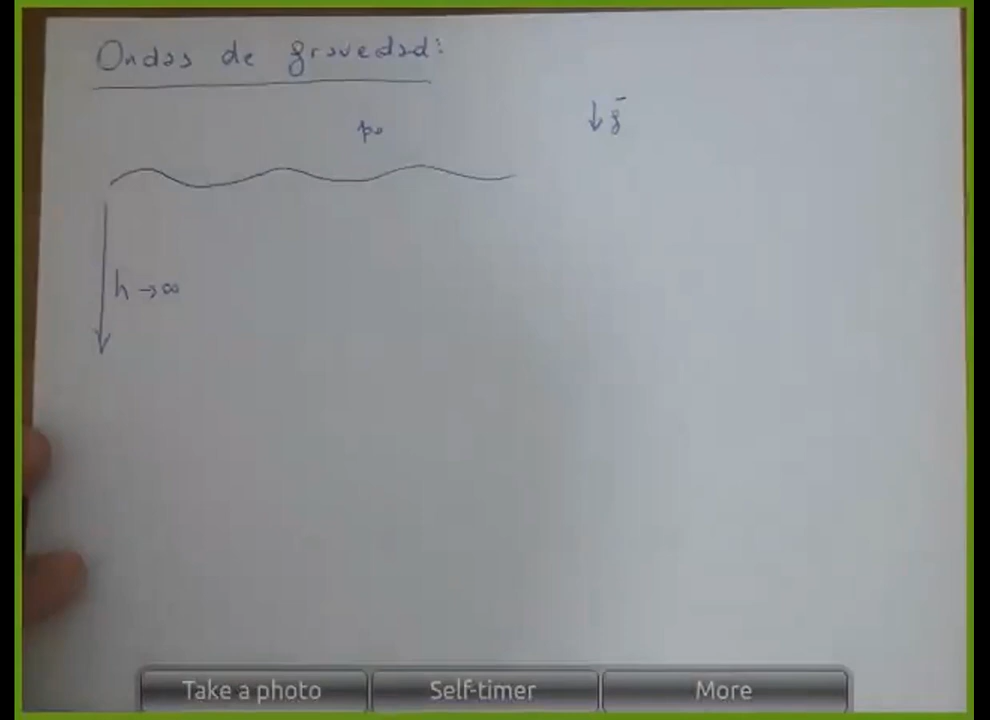 Ondas de gravedad:
p₀
↓ḡ
h→∞
Take a photo
Self-timer
More